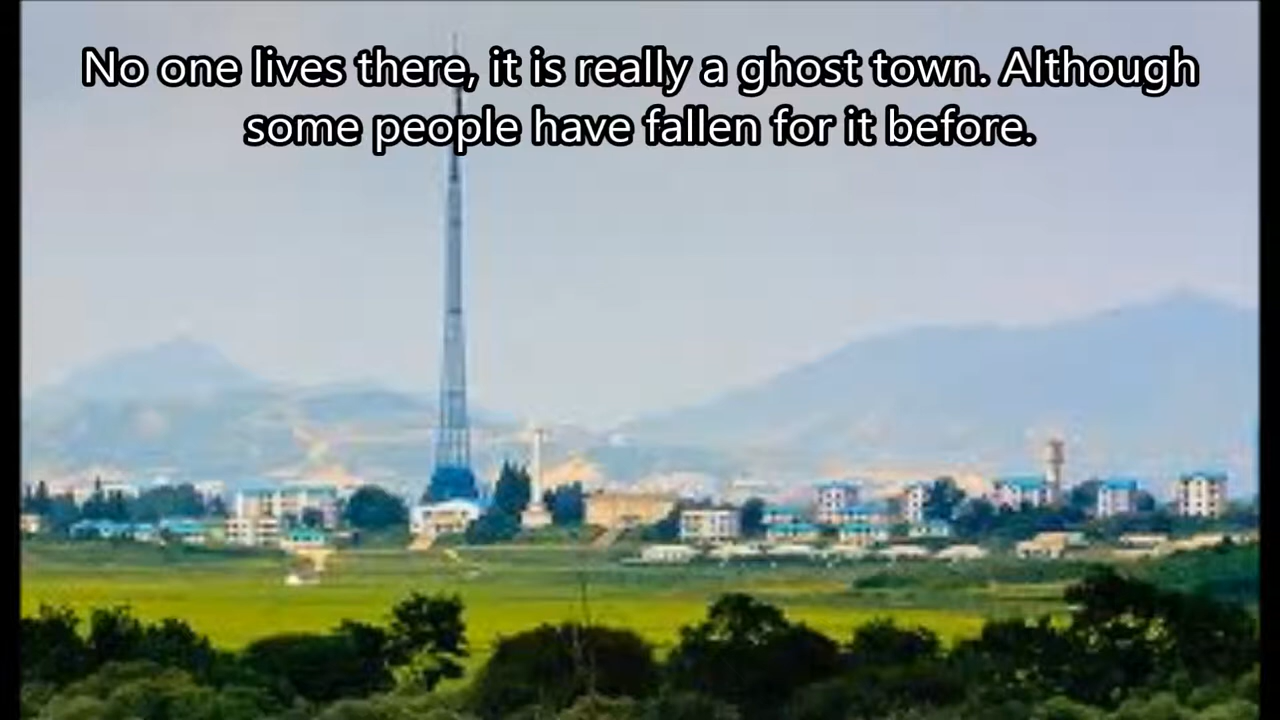 No one lives there, it is really a ghost town. Although
some people have fallen for it before.